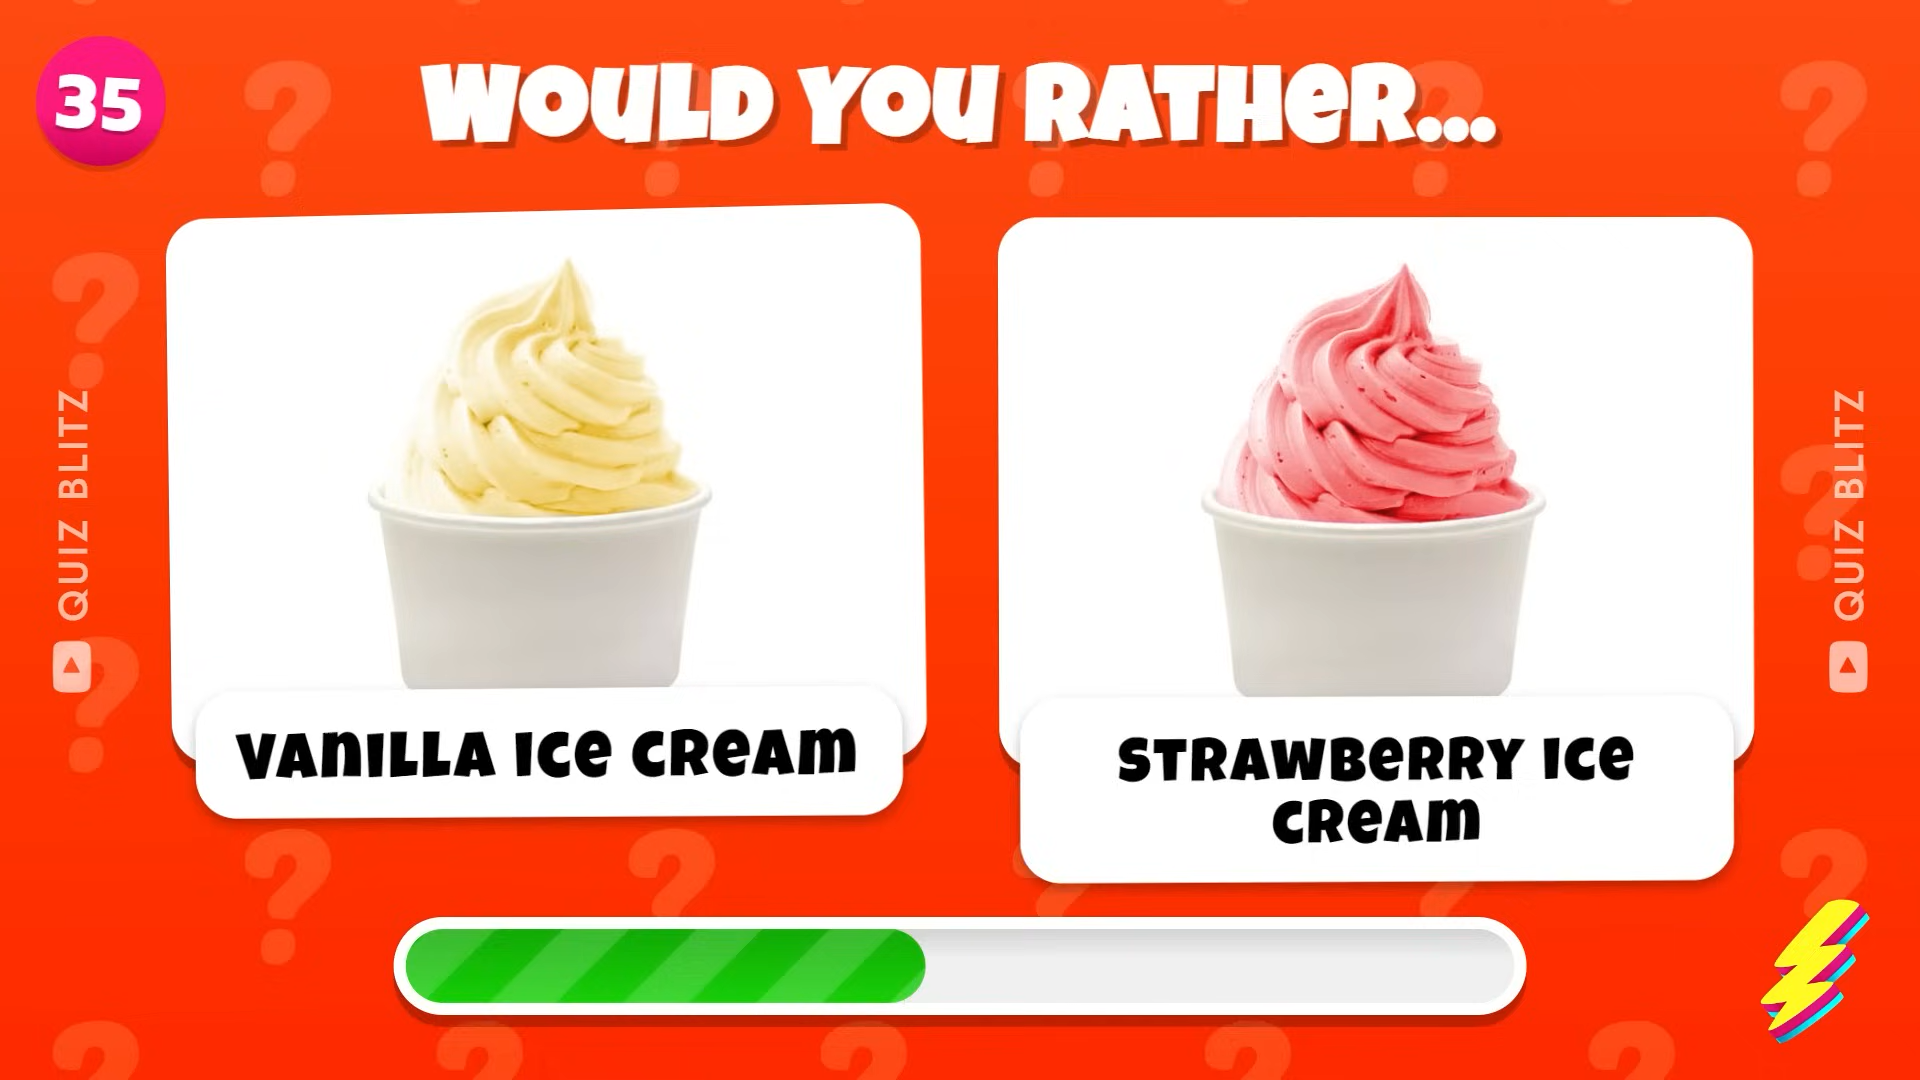 35
WOULD YOU RATHER...
QUIZ BLITZ
VANILLA ICE CREAM
STRAWBERRY ICE
CREAM
QUIZ BLITZ